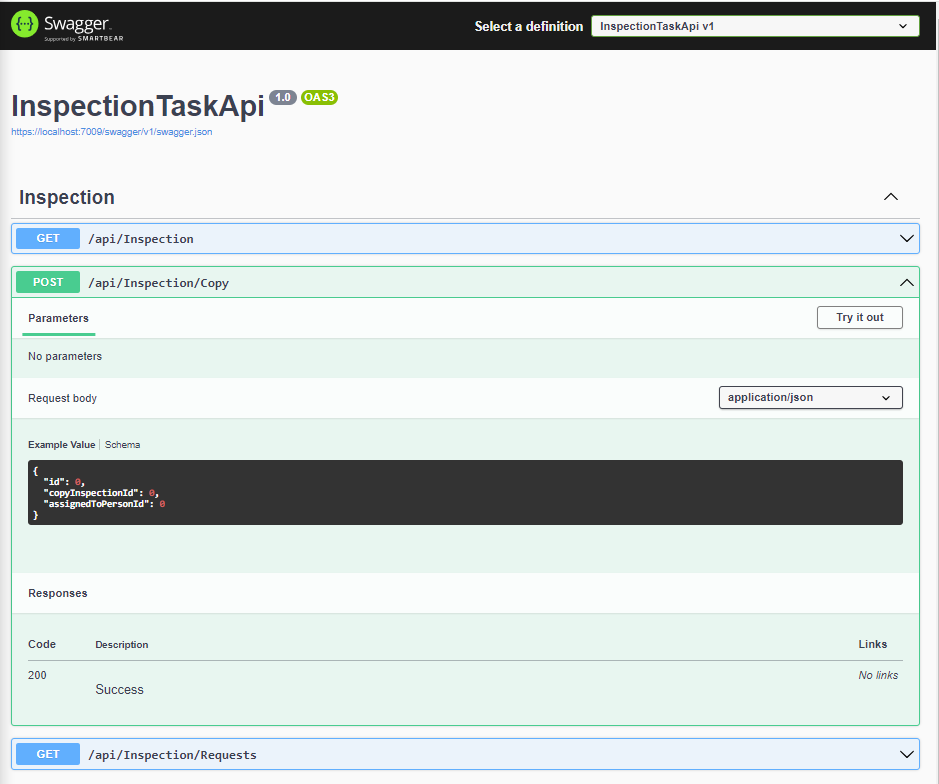 Swagger.
Supported by SMARTBEAR
Select a definition
InspectionTaskApi v1
InspectionTaskApi 1.0 OAS3
https://localhost:7009/swagger/v1/swagger.json
Inspection
GET /api/Inspection
POST /api/Inspection/Copy
Parameters
Try it out
No parameters
Request body
application/json
Example Value | Schema
{
"id": 0,
"copyInspectionId": 0,
"assignedToPersonId": 0
}
Responses
Code Description Links
200 No links
Success
GET /api/Inspection/Requests